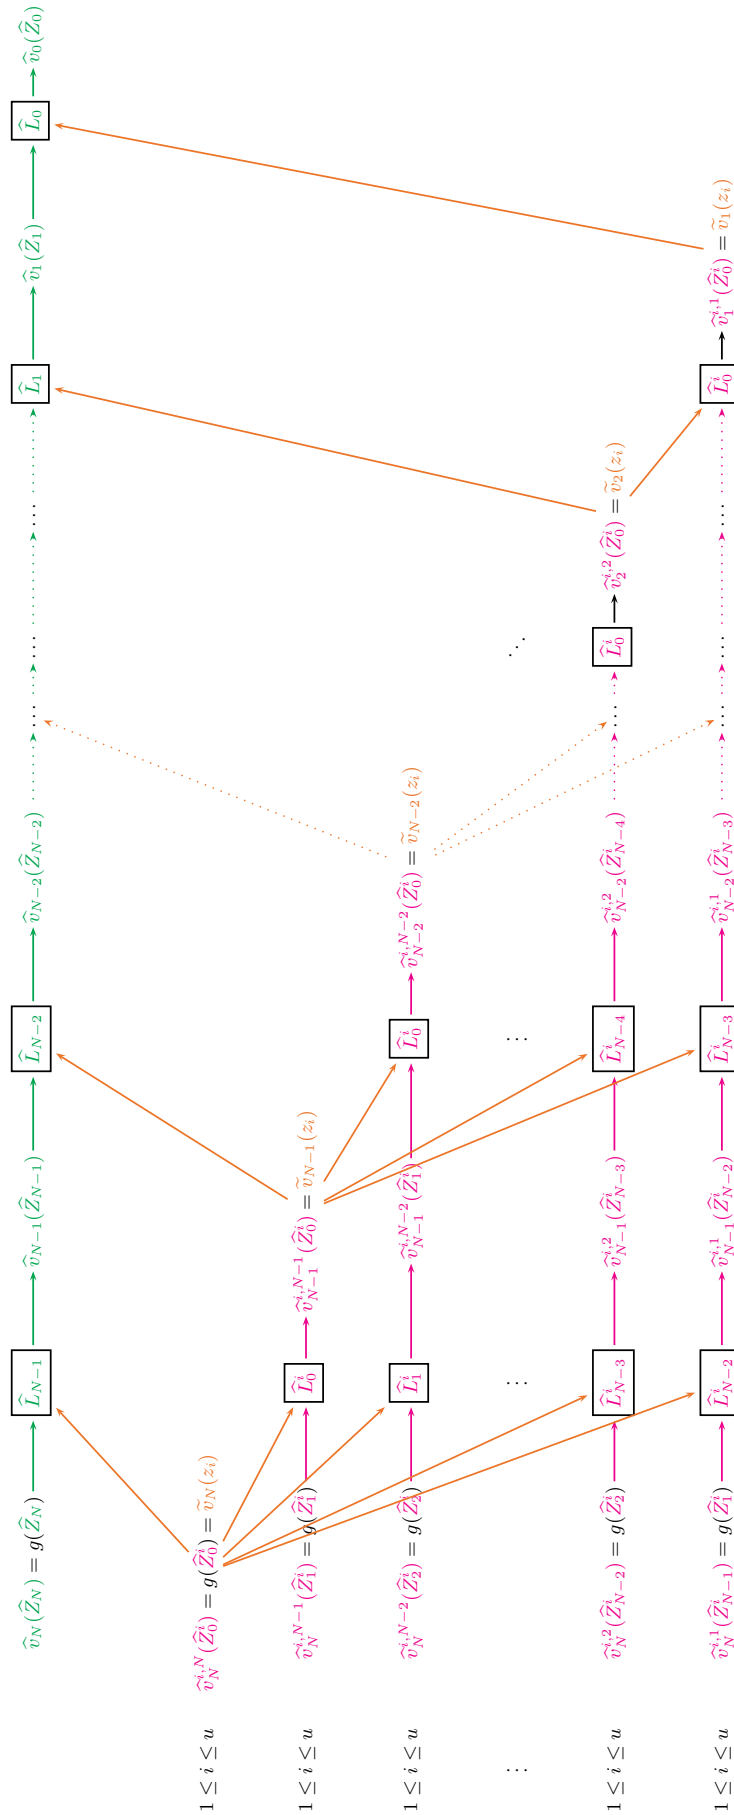 v̂_N(Ẑ_N) = g(Ẑ_N) L̂_{N−1} v̂_{N−1}(Ẑ_{N−1}) L̂_{N−2} v̂_{N−2}(Ẑ_{N−2}) ... ... ... L̂_1 v̂_1(Ẑ_1) L̂_0 v̂_0(Ẑ_0)
1 ≤ i ≤ u v̂_N^{i,N}(Ẑ_0^i) = g(Ẑ_0^i) = ṽ_N(z_i)
1 ≤ i ≤ u v̂_N^{i,N−1}(Ẑ_1^i) = g(Ẑ_1^i) L̂_0^i v̂_{N−1}^{i,N−1}(Ẑ_0^i) = ṽ_{N−1}(z_i)
1 ≤ i ≤ u v̂_N^{i,N−2}(Ẑ_2^i) = g(Ẑ_2^i) L̂_1^i v̂_{N−1}^{i,N−2}(Ẑ_1^i) L̂_0^i v̂_{N−2}^{i,N−2}(Ẑ_0^i) = ṽ_{N−2}(z_i)
⋮ ⋮ ⋮ ⋱
1 ≤ i ≤ u v̂_N^{i,2}(Ẑ_{N−2}^i) = g(Ẑ_2^i) L̂_{N−3}^i v̂_{N−1}^{i,2}(Ẑ_{N−3}^i) L̂_{N−4}^i v̂_{N−2}^{i,2}(Ẑ_{N−4}^i) ... L̂_0^i v̂_2^{i,2}(Ẑ_0^i) = ṽ_2(z_i)
1 ≤ i ≤ u v̂_N^{i,1}(Ẑ_{N−1}^i) = g(Ẑ_1^i) L̂_{N−2}^i v̂_{N−1}^{i,1}(Ẑ_{N−2}^i) L̂_{N−3}^i v̂_{N−2}^{i,1}(Ẑ_{N−3}^i) ... ... ... L̂_0^i v̂_1^{i,1}(Ẑ_0^i) = ṽ_1(z_i)